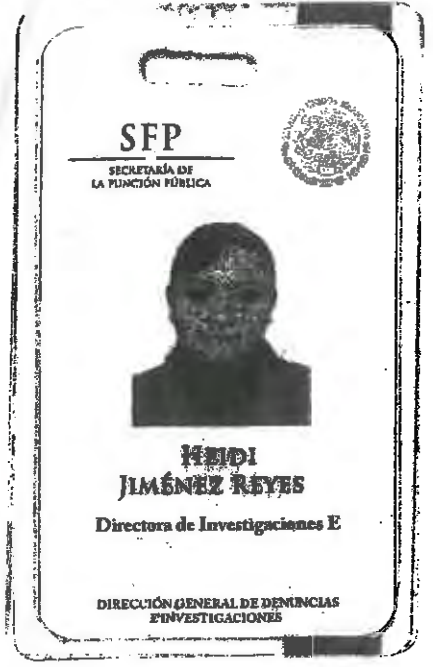 SFP
SECRETARÍA DE
LA FUNCIÓN PÚBLICA
HEIDI
JIMÉNEZ REYES
Directora de Investigaciones E
DIRECCIÓN GENERAL DE DENUNCIAS
E INVESTIGACIONES